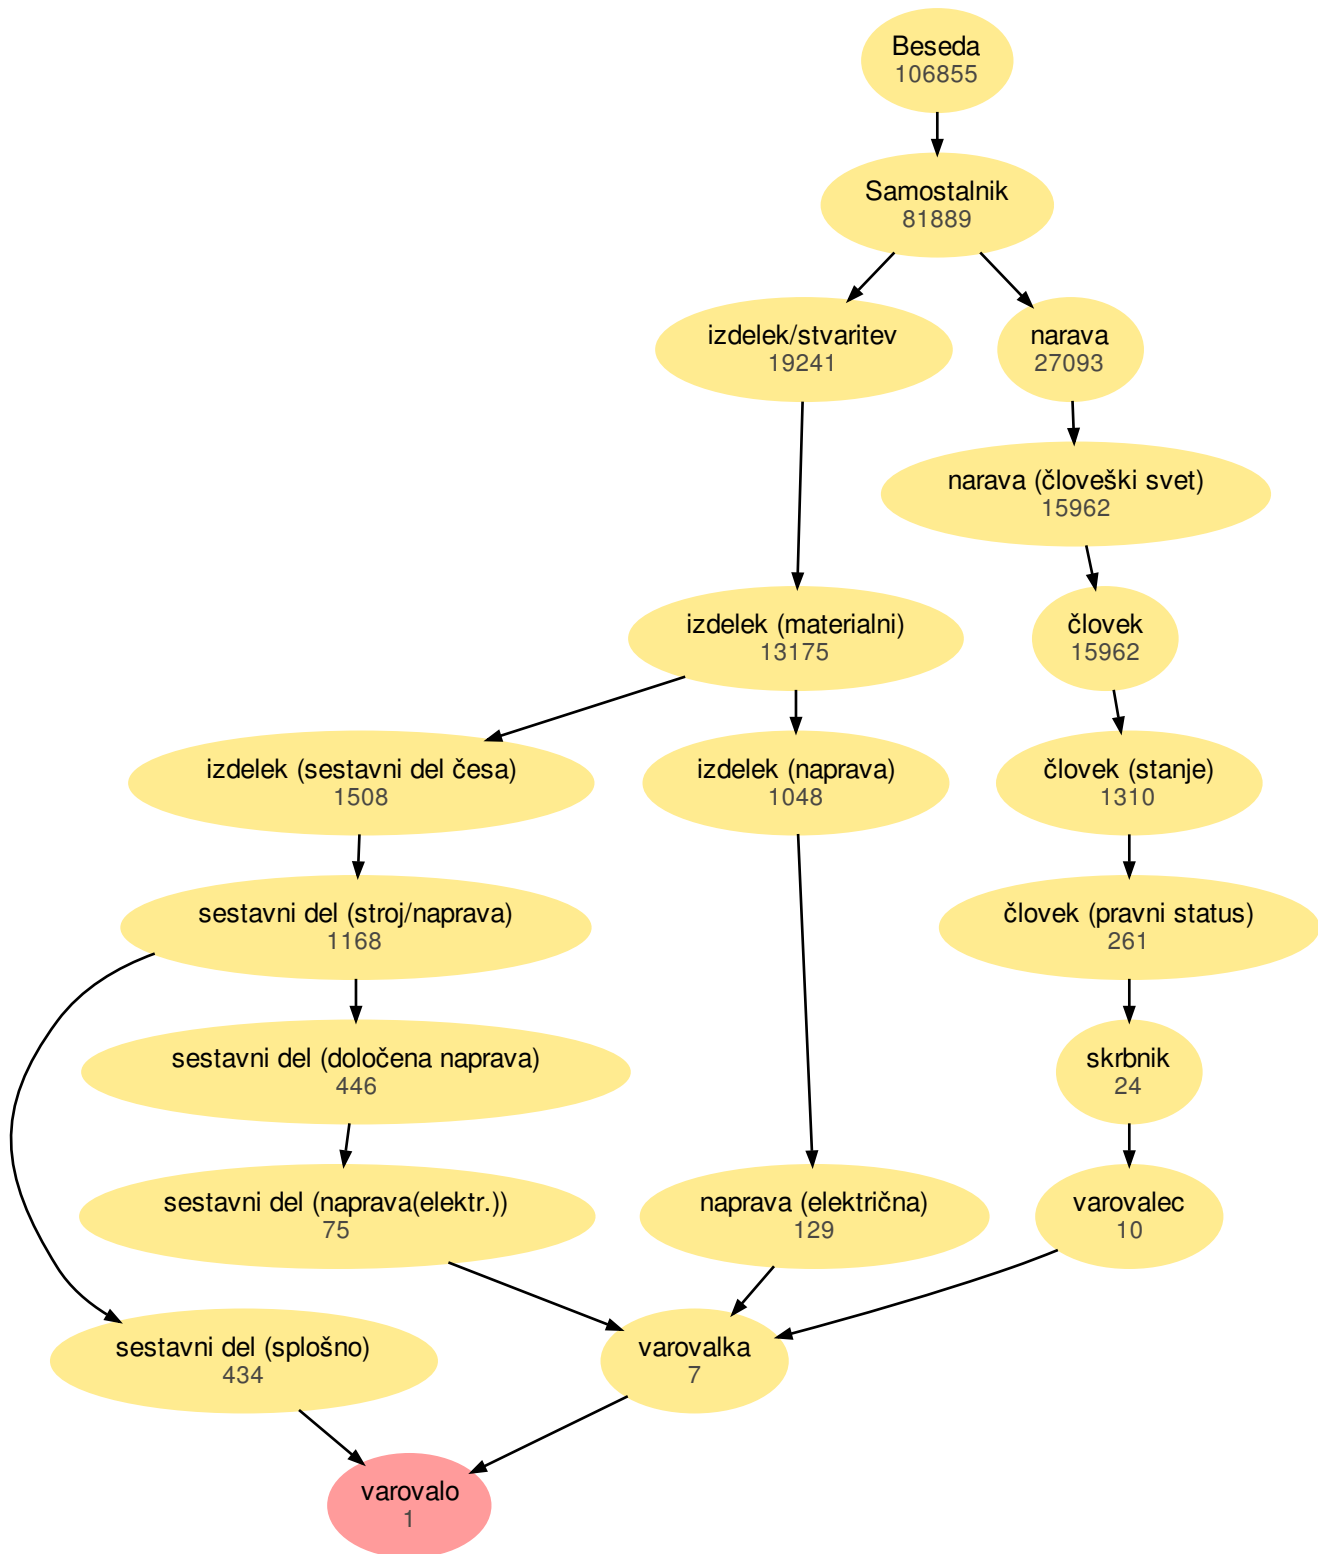 Beseda
106855
Samostalnik
81889
izdelek/stvaritev
19241
narava
27093
narava (človeški svet)
15962
izdelek (materialni)
13175
človek
15962
izdelek (sestavni del česa)
1508
izdelek (naprava)
1048
človek (stanje)
1310
sestavni del (stroj/naprava)
1168
človek (pravni status)
261
sestavni del (določena naprava)
446
skrbnik
24
sestavni del (naprava(elektr.))
75
naprava (električna)
129
varovalec
10
sestavni del (splošno)
434
varovalka
7
varovalo
1